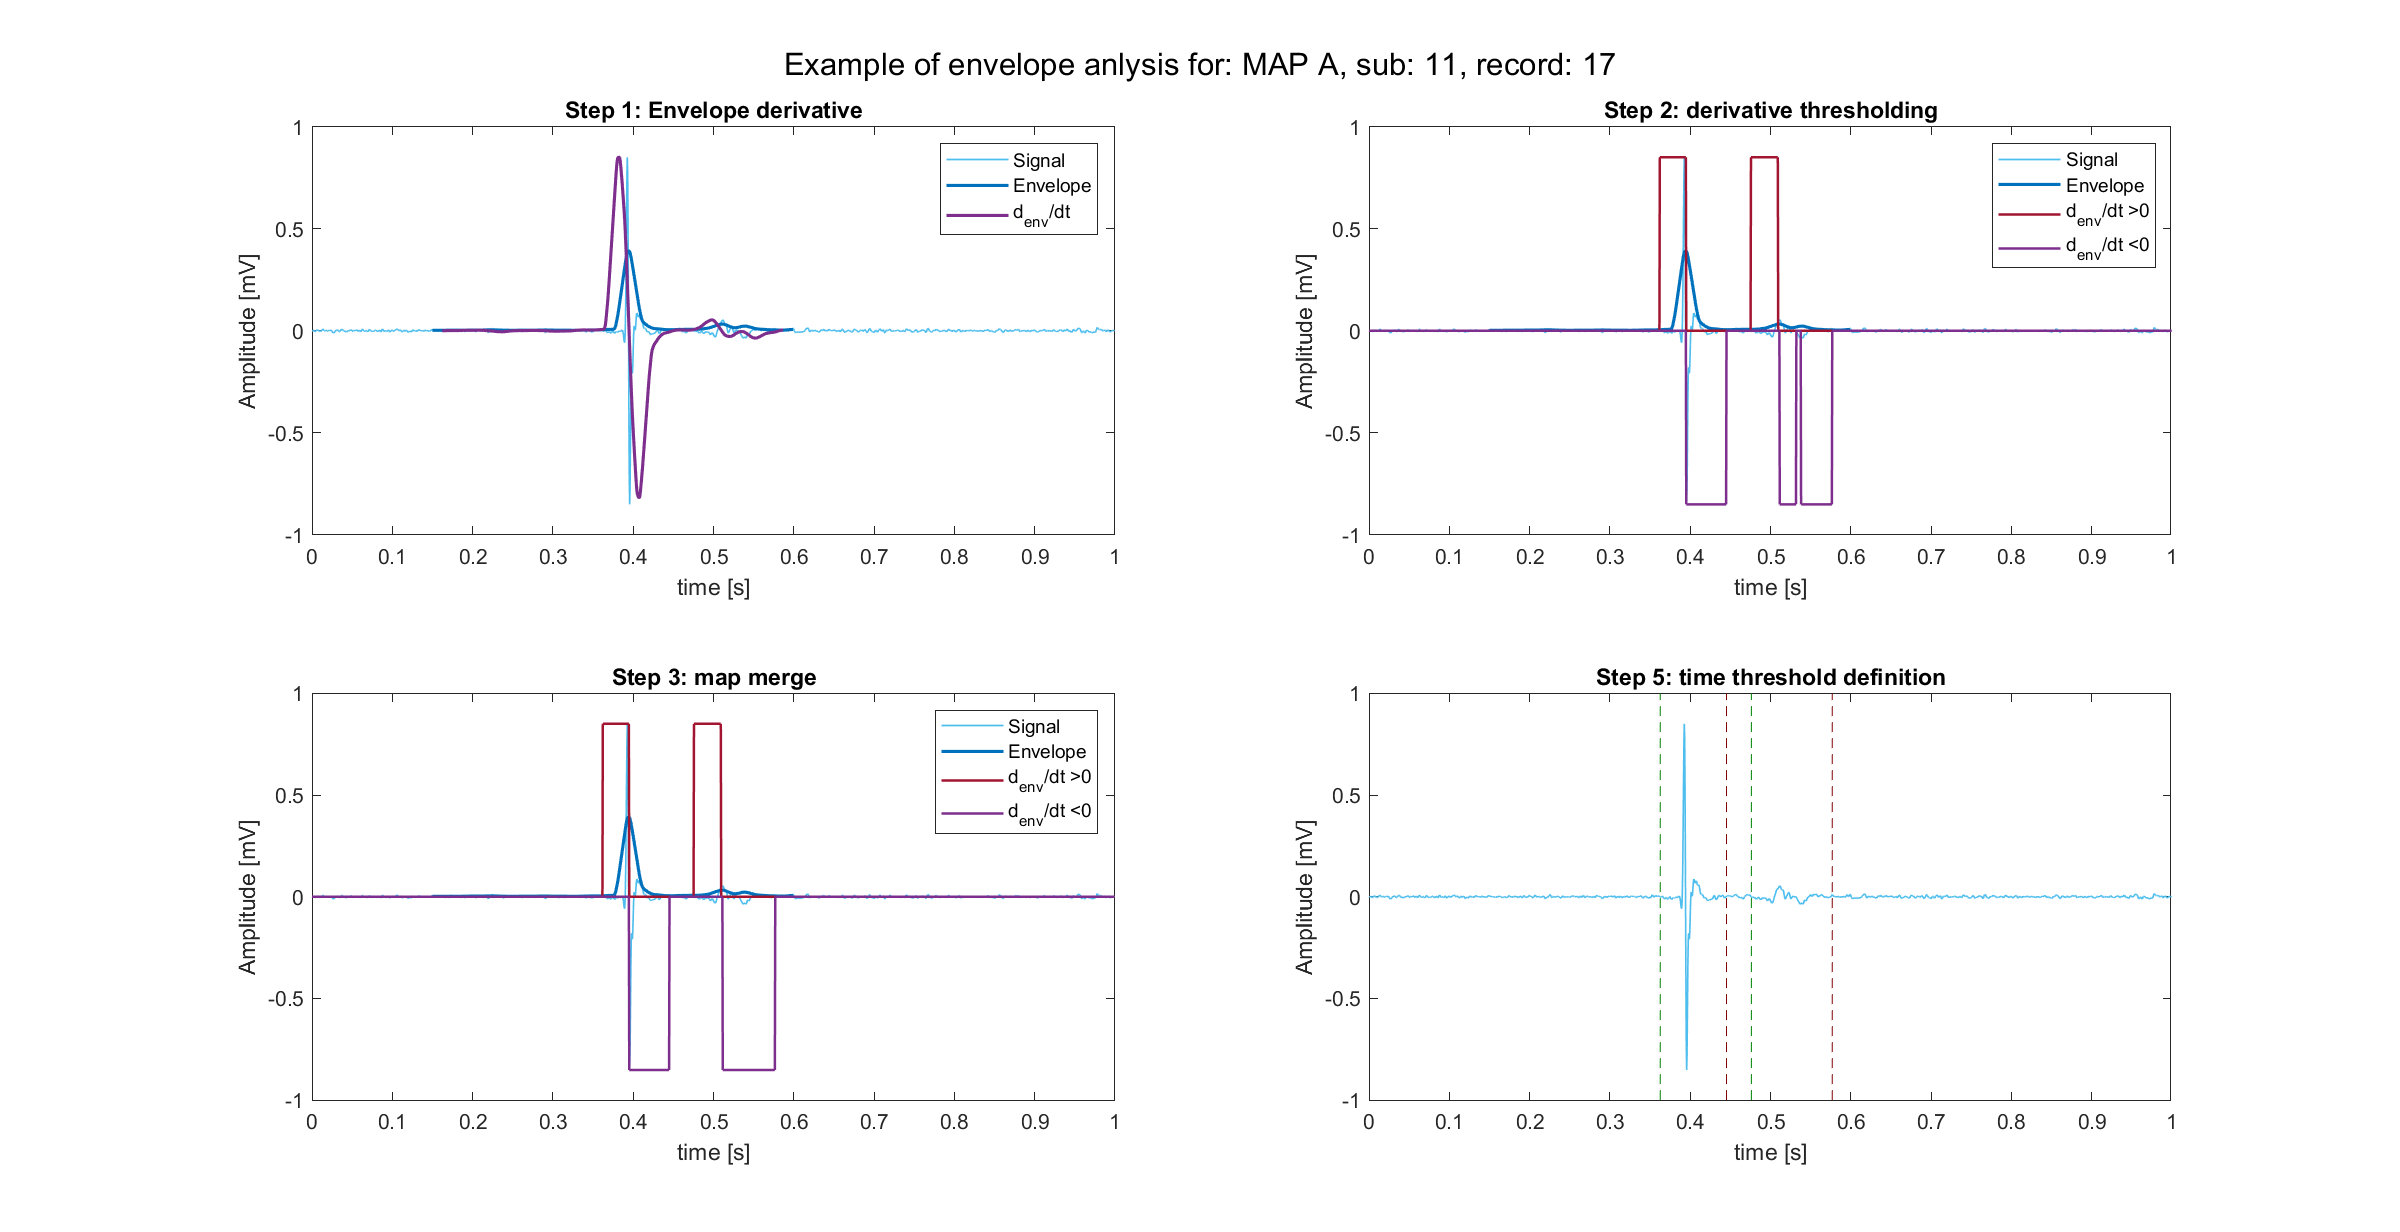 Example of envelope anlysis for: MAP A, sub: 11, record: 17
Step 1: Envelope derivative
1
0.5
0
-0.5
-1
Amplitude [mV]
Signal
Envelope
d_env/dt
0 0.1 0.2 0.3 0.4 0.5 0.6 0.7 0.8 0.9 1
time [s]
Step 2: derivative thresholding
1
0.5
0
-0.5
-1
Amplitude [mV]
Signal
Envelope
d_env/dt >0
d_env/dt <0
0 0.1 0.2 0.3 0.4 0.5 0.6 0.7 0.8 0.9 1
time [s]
Step 3: map merge
1
0.5
0
-0.5
-1
Amplitude [mV]
Signal
Envelope
d_env/dt >0
d_env/dt <0
0 0.1 0.2 0.3 0.4 0.5 0.6 0.7 0.8 0.9 1
time [s]
Step 5: time threshold definition
1
0.5
0
-0.5
-1
Amplitude [mV]
0 0.1 0.2 0.3 0.4 0.5 0.6 0.7 0.8 0.9 1
time [s]